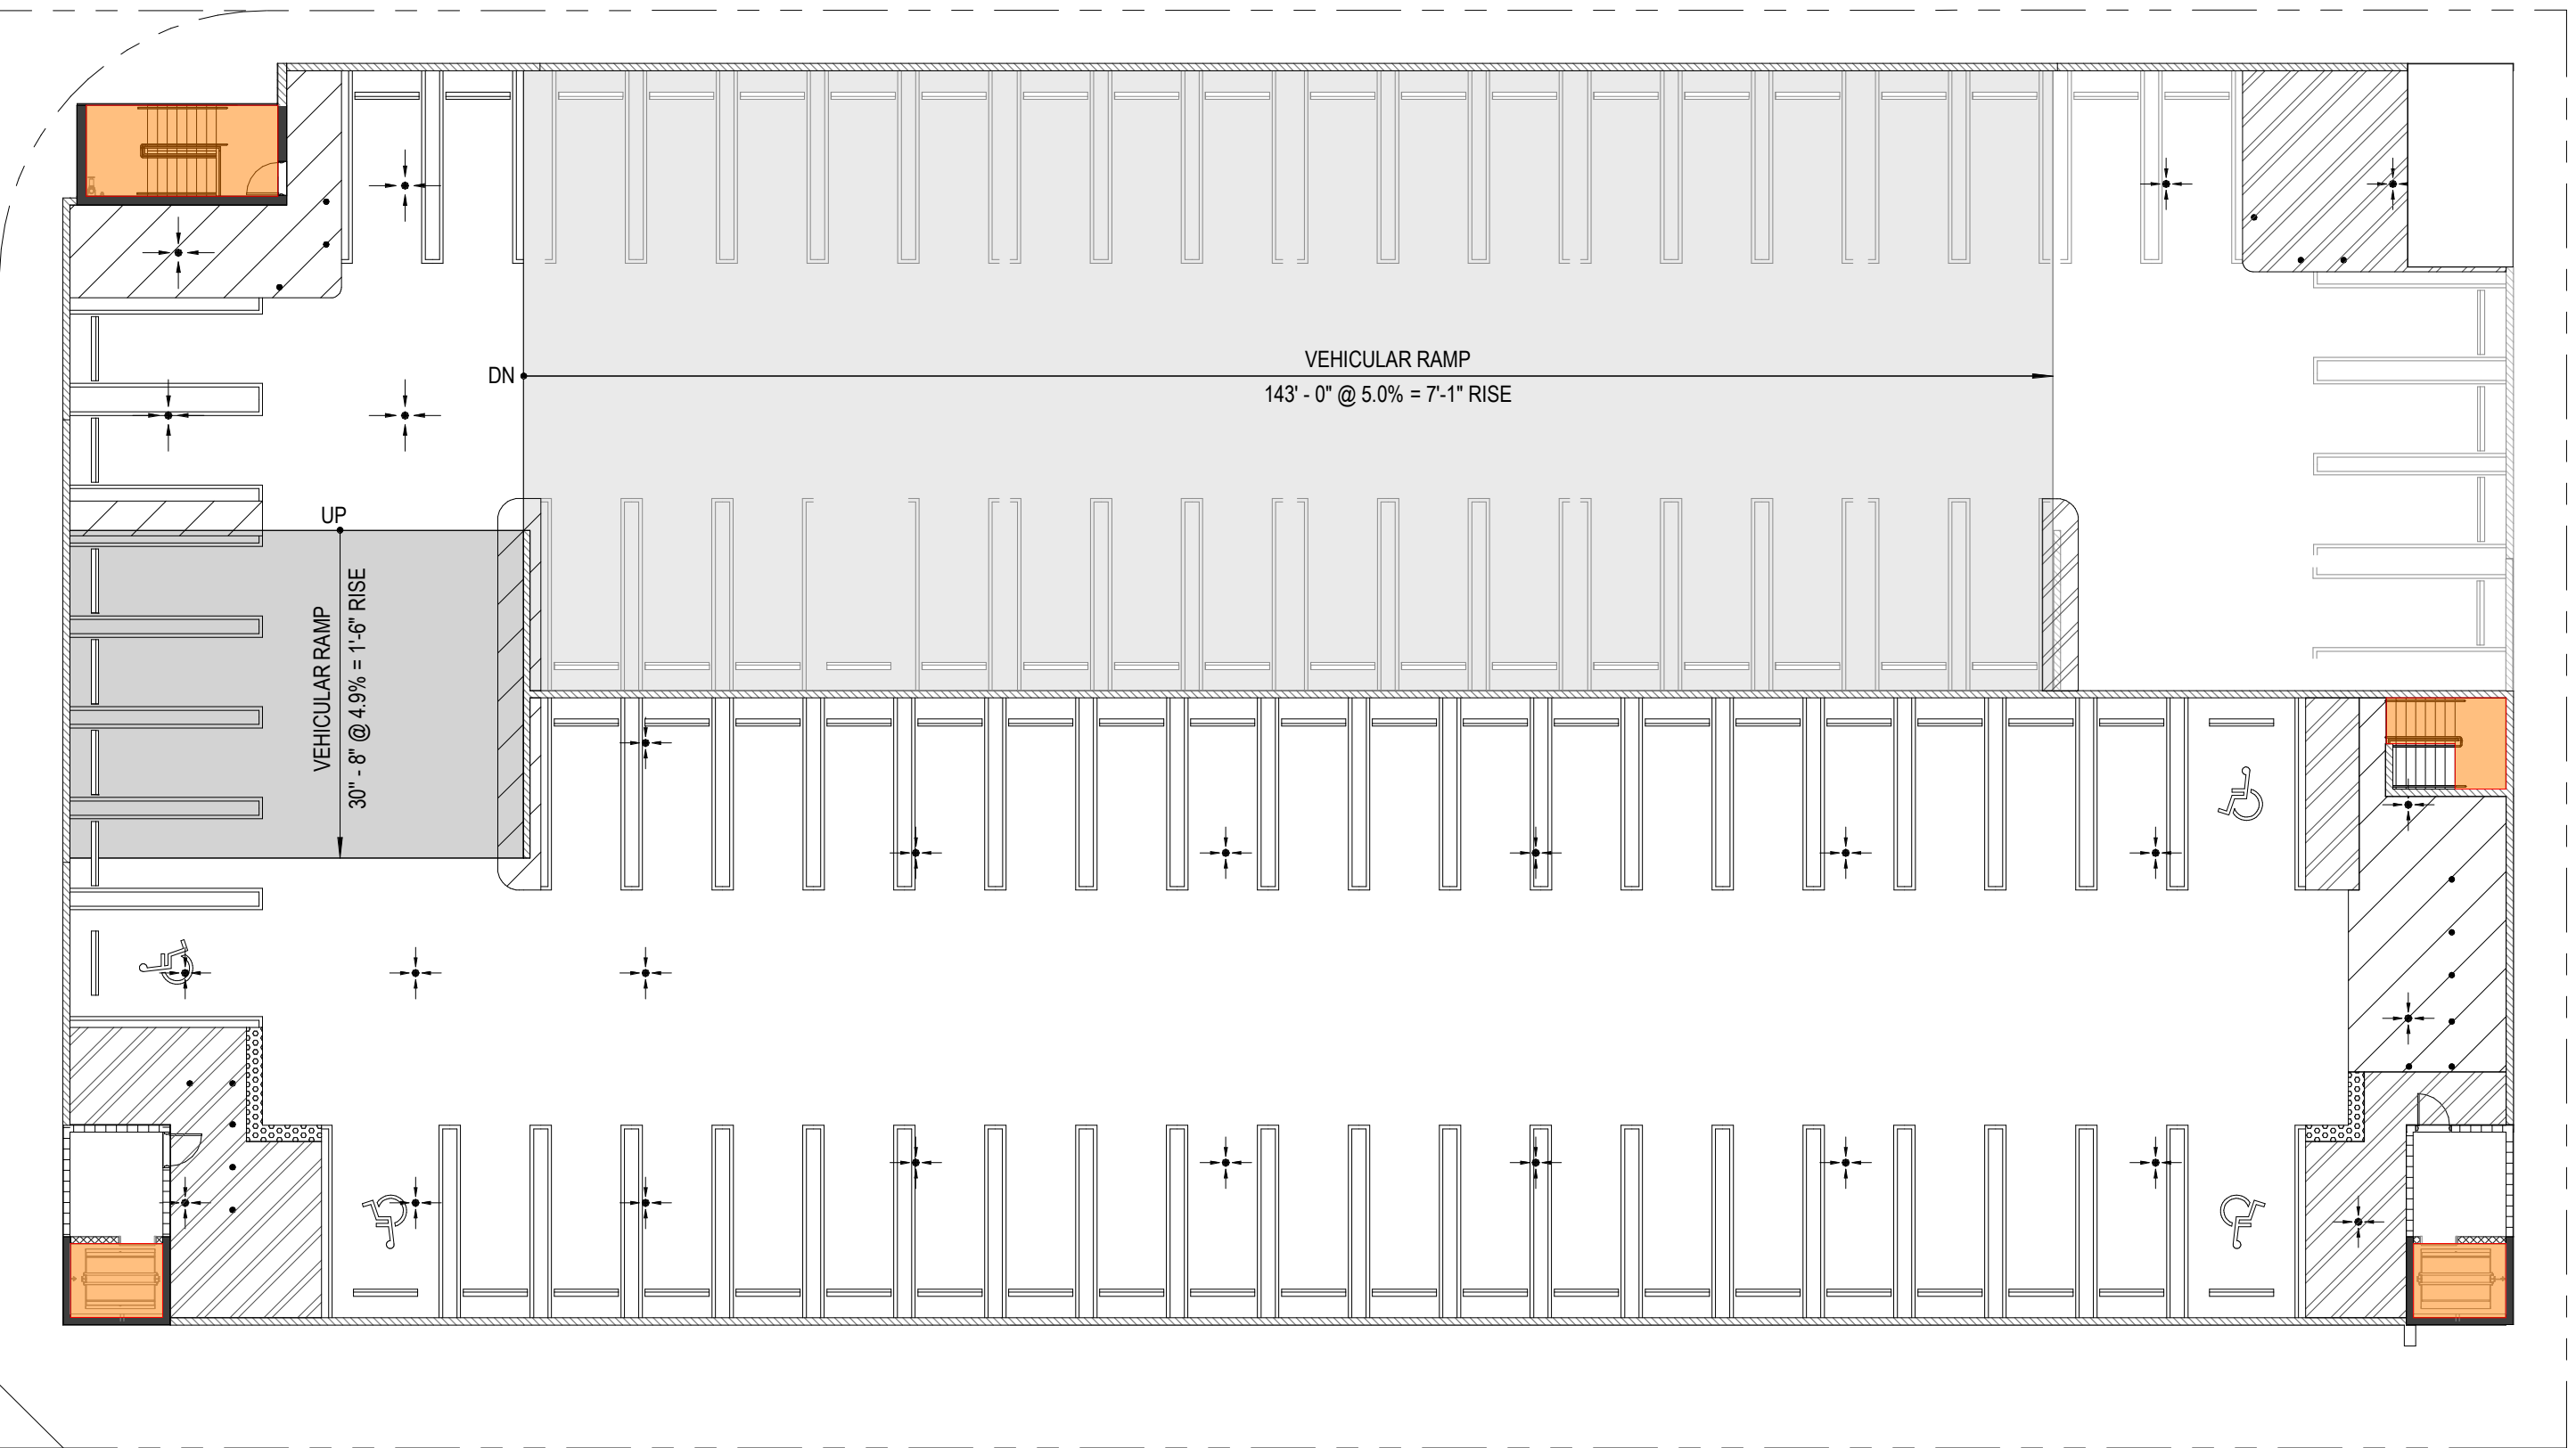 VEHICULAR RAMP
DN
143' - 0" @ 5.0% = 7'-1" RISE
UP
VEHICULAR RAMP
30" - 8" @ 4.9% = 1'-6" RISE